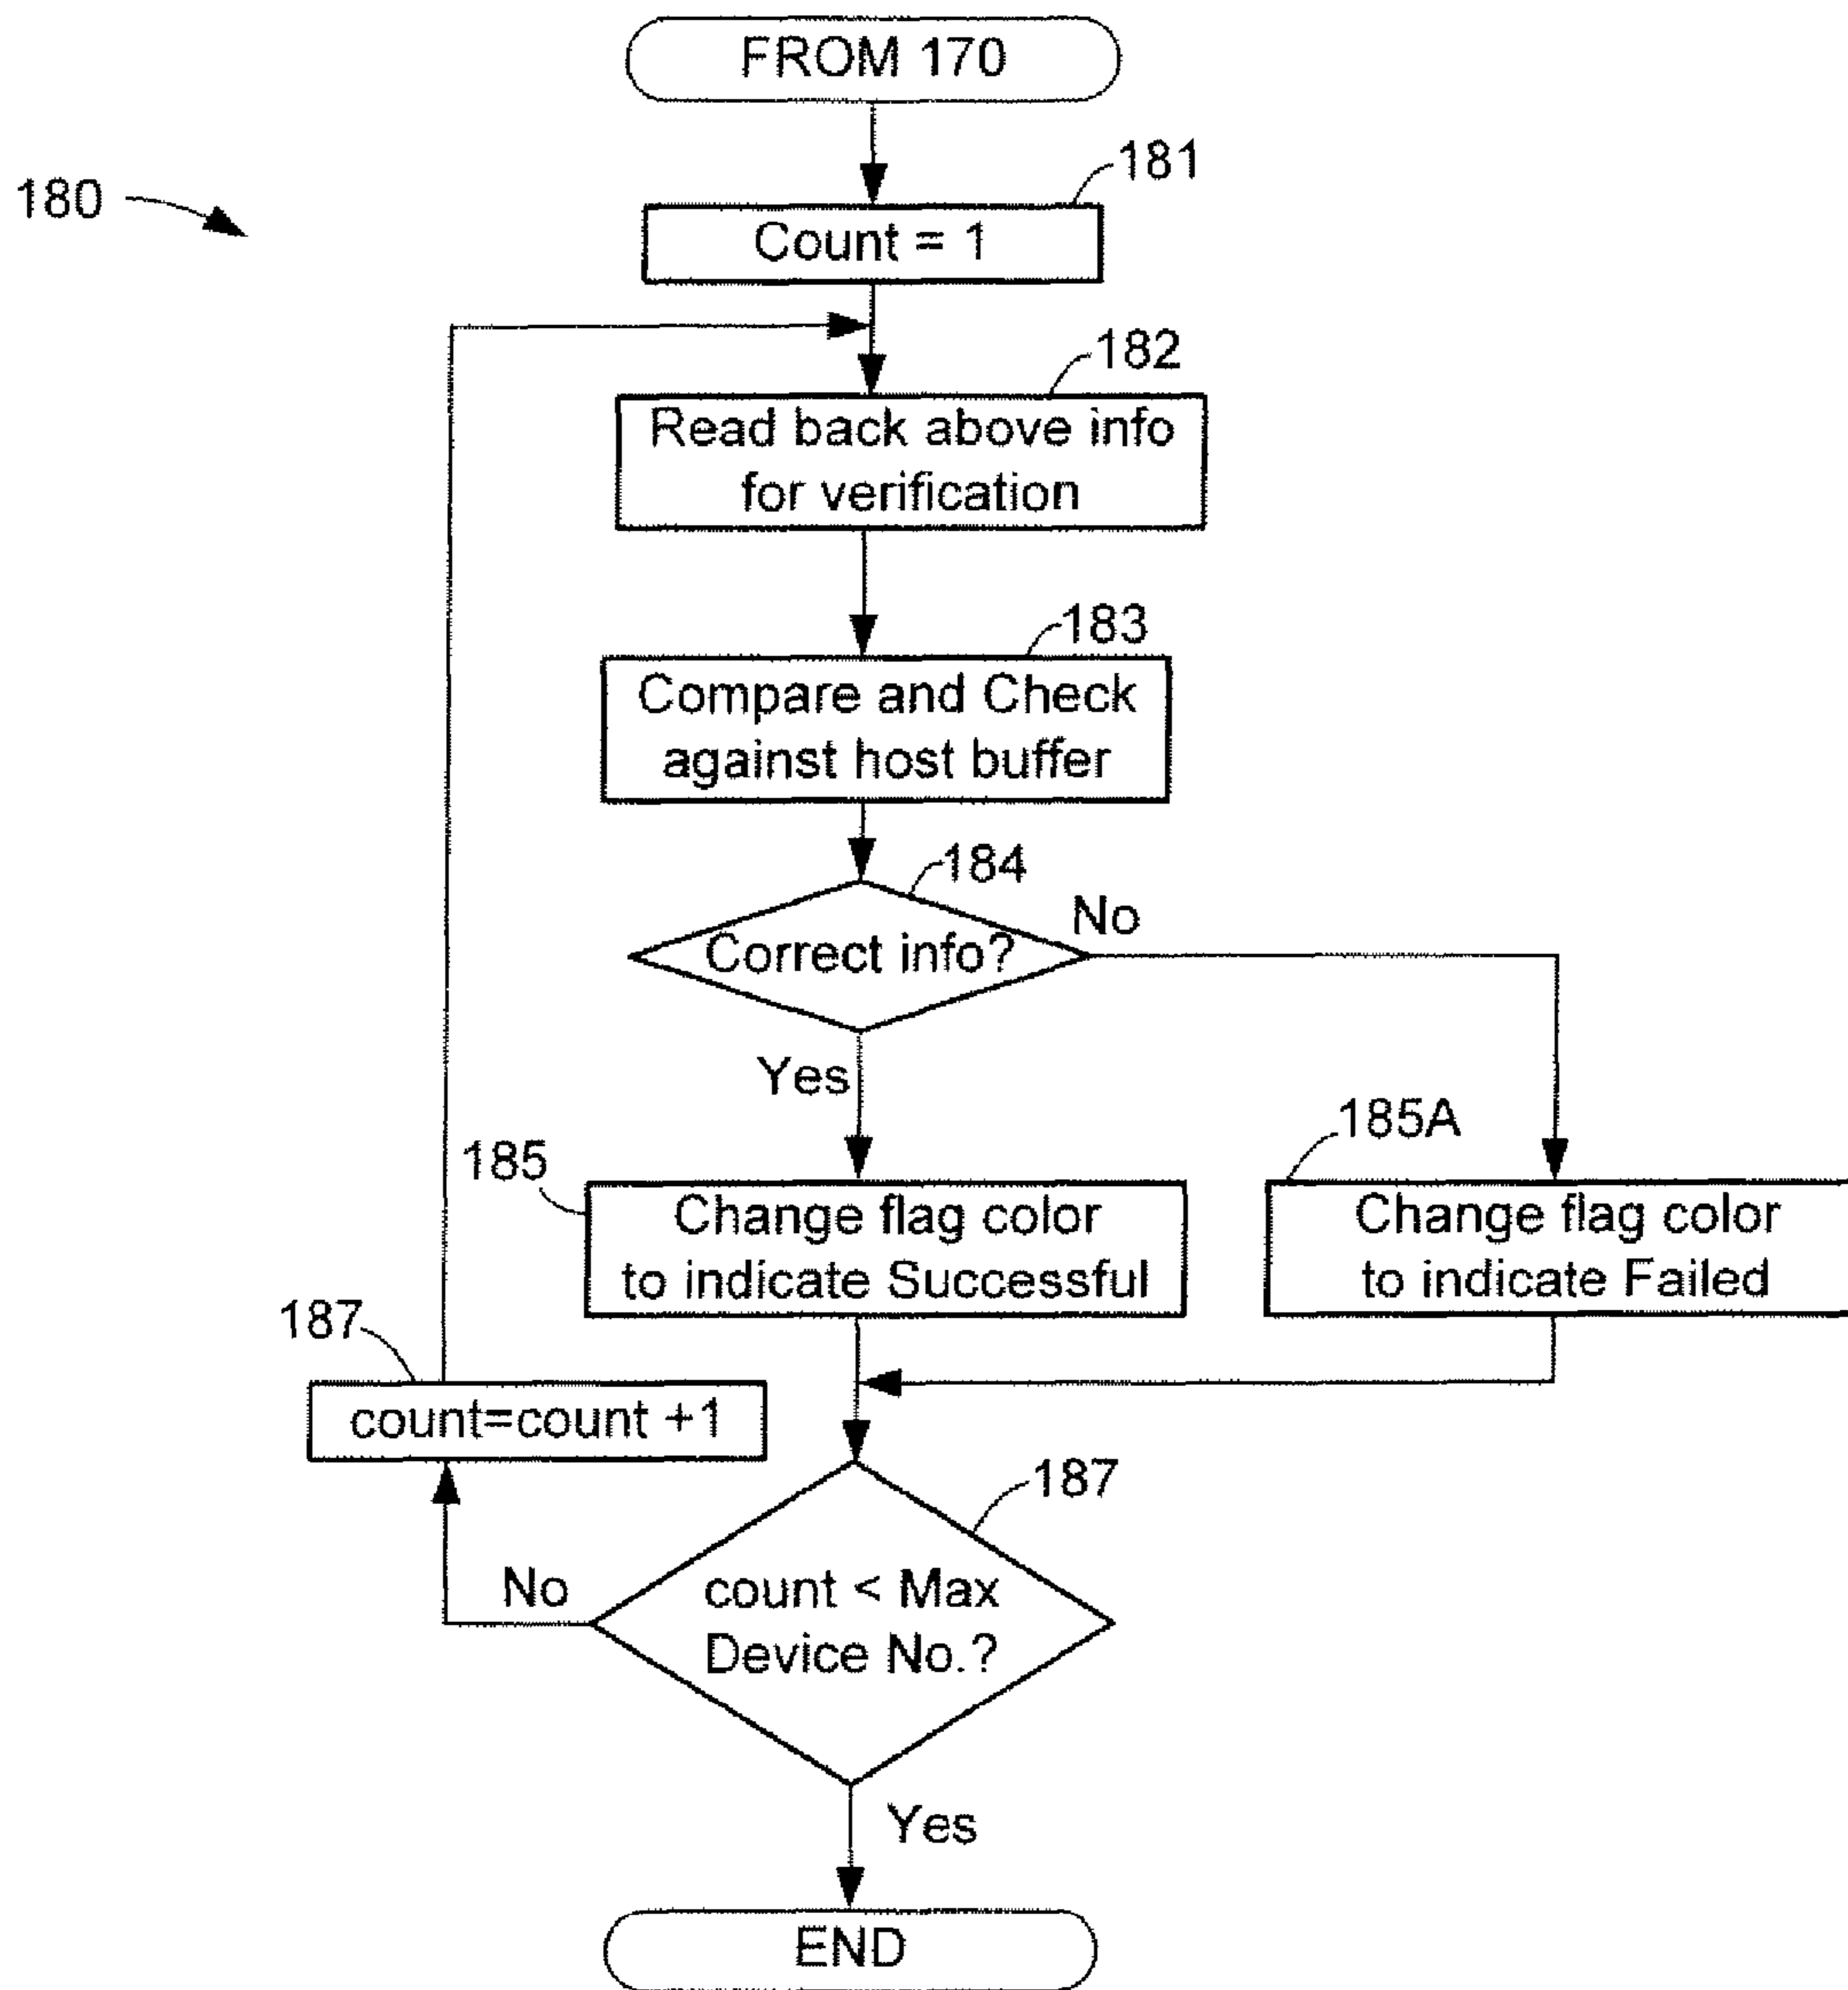 FROM 170
180
181
Count = 1
182
Read back above info
for verification
183
Compare and Check
against host buffer
184
Correct info?
No
Yes
185
Change flag color
to indicate Successful
185A
Change flag color
to indicate Failed
187
count=count +1
187
count < Max
Device No.?
No
Yes
END